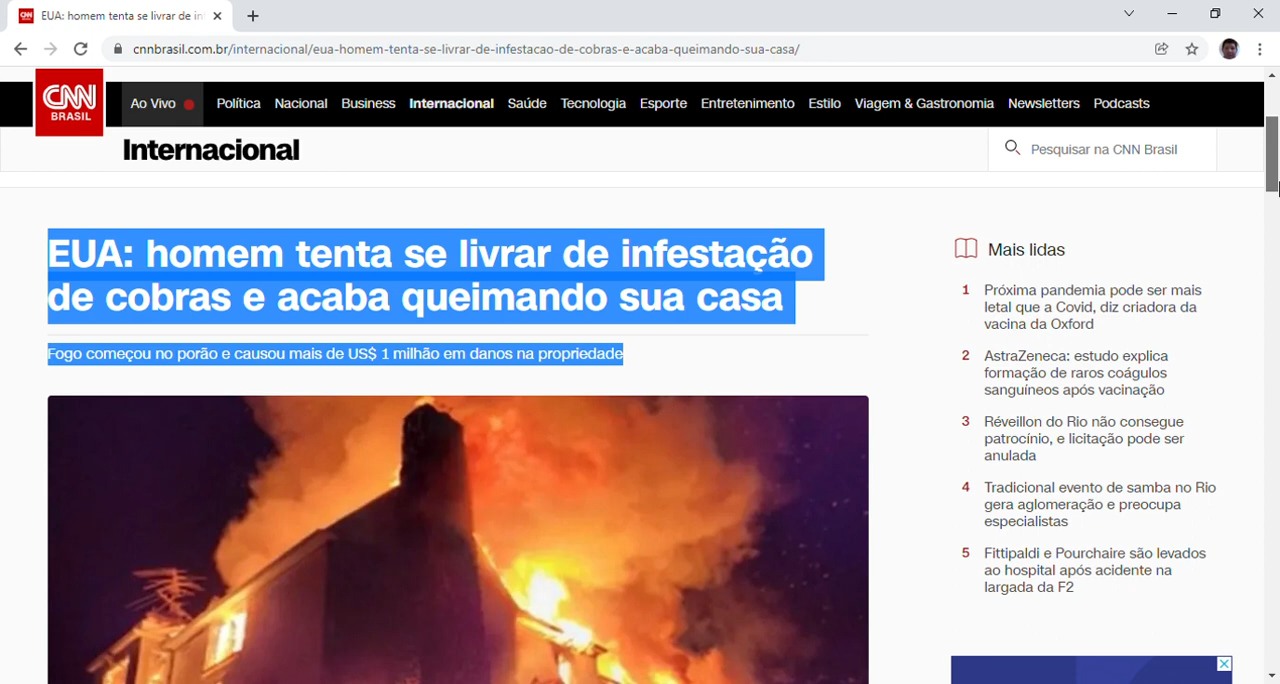 EUA: homem tenta se livrar de in
cnnbrasil.com.br/internacional/eua-homem-tenta-se-livrar-de-infestacao-de-cobras-e-acaba-queimando-sua-casa/
CNN
BRASIL
Ao Vivo Política Nacional Business Internacional Saúde Tecnologia Esporte Entretenimento Estilo Viagem & Gastronomia Newsletters Podcasts
Internacional
Pesquisar na CNN Brasil
EUA: homem tenta se livrar de infestação
de cobras e acaba queimando sua casa
Fogo começou no porão e causou mais de US$ 1 milhão em danos na propriedade
Mais lidas
1 Próxima pandemia pode ser mais
letal que a Covid, diz criadora da
vacina da Oxford
2 AstraZeneca: estudo explica
formação de raros coágulos
sanguíneos após vacinação
3 Réveillon do Rio não consegue
patrocínio, e licitação pode ser
anulada
4 Tradicional evento de samba no Rio
gera aglomeração e preocupa
especialistas
5 Fittipaldi e Pourchaire são levados
ao hospital após acidente na
largada da F2